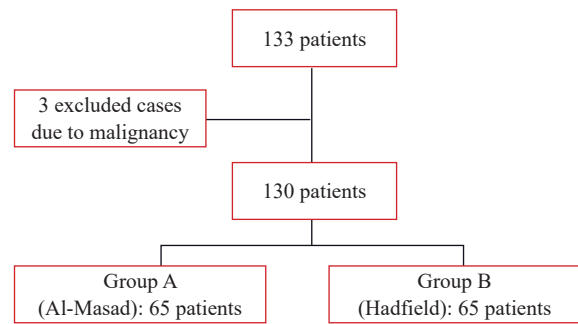 133 patients
3 excluded cases
due to malignancy
130 patients
Group A
(Al-Masad): 65 patients
Group B
(Hadfield): 65 patients